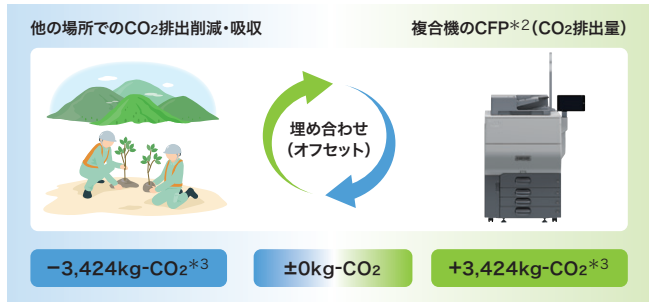 他の場所でのCO2排出削減・吸収
複合機のCFP＊2（CO2排出量）
埋め合わせ
（オフセット）
−3,424kg-CO2＊3
±0kg-CO2
+3,424kg-CO2＊3